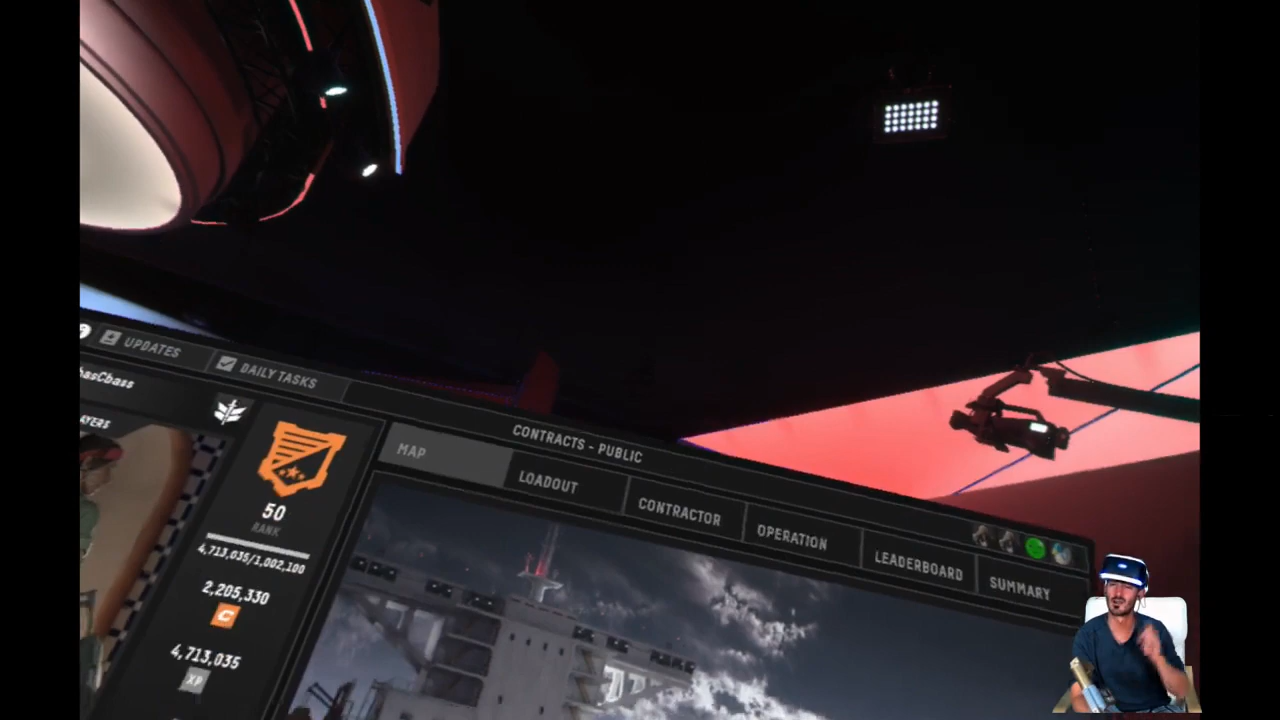 UPDATES
DAILY TASKS
CONTRACTS - PUBLIC
MAP
LOADOUT
CONTRACTOR
OPERATION
LEADERBOARD
SUMMARY
50
RANK
4,713,035/1,002,100
2,205,330
C
4,713,035
XP